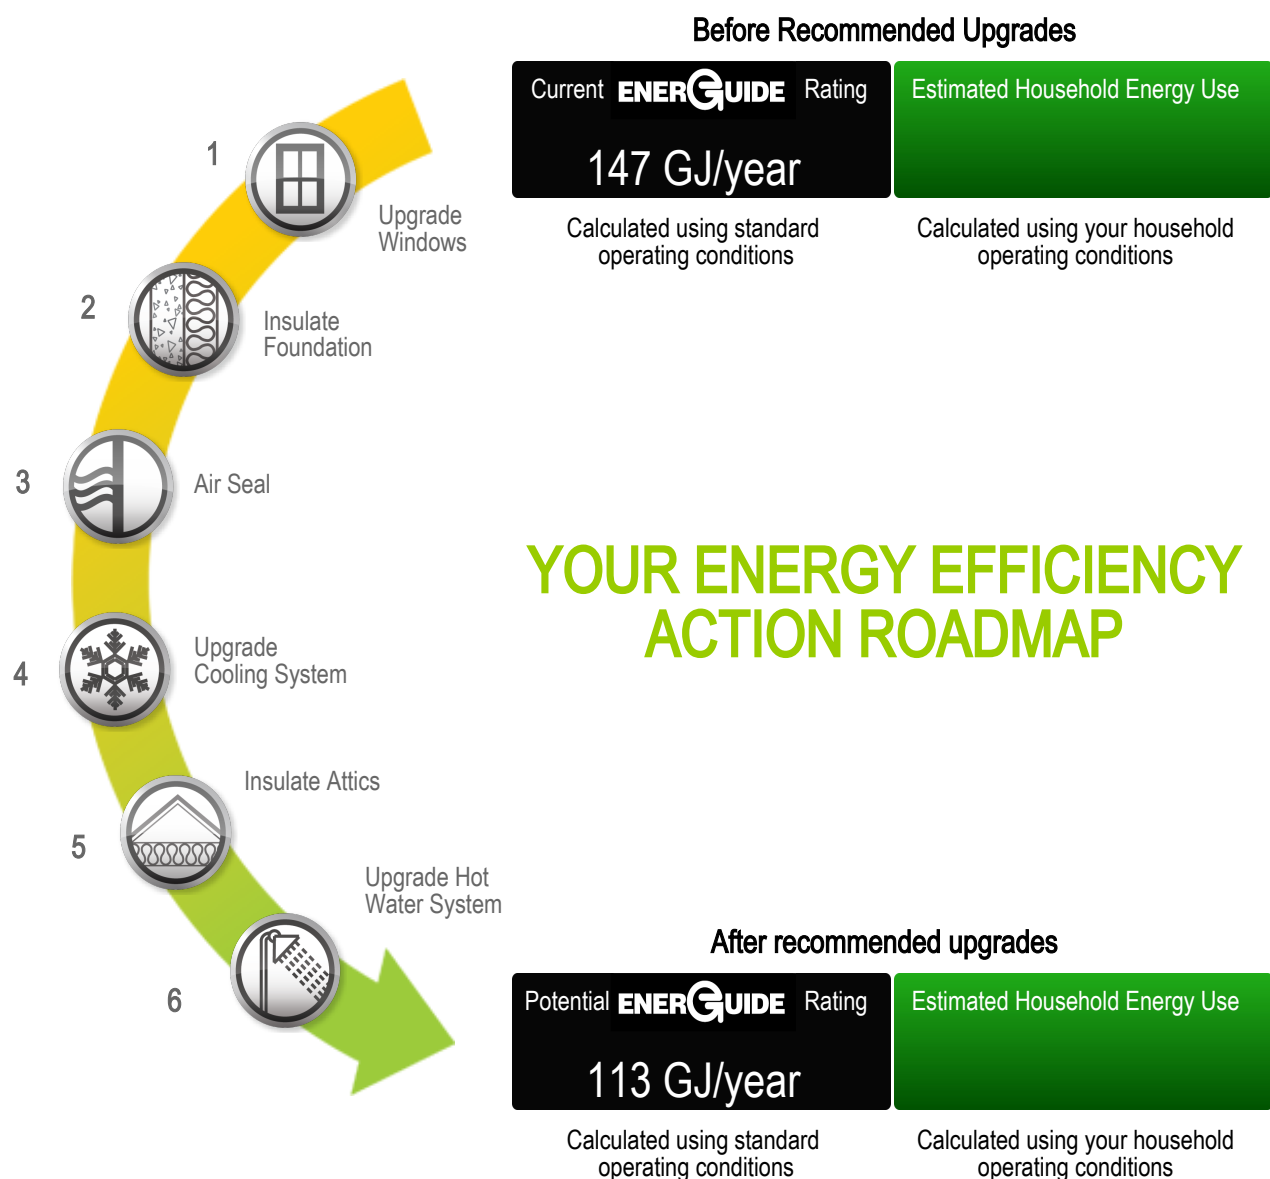 Before Recommended Upgrades
Current ENERGUIDE Rating
147 GJ/year
Calculated using standard
operating conditions
Estimated Household Energy Use
Calculated using your household
operating conditions
1
Upgrade
Windows
2
Insulate
Foundation
3
Air Seal
YOUR ENERGY EFFICIENCY
ACTION ROADMAP
4
Upgrade
Cooling System
5
Insulate Attics
6
Upgrade Hot
Water System
After recommended upgrades
Potential ENERGUIDE Rating
113 GJ/year
Calculated using standard
operating conditions
Estimated Household Energy Use
Calculated using your household
operating conditions